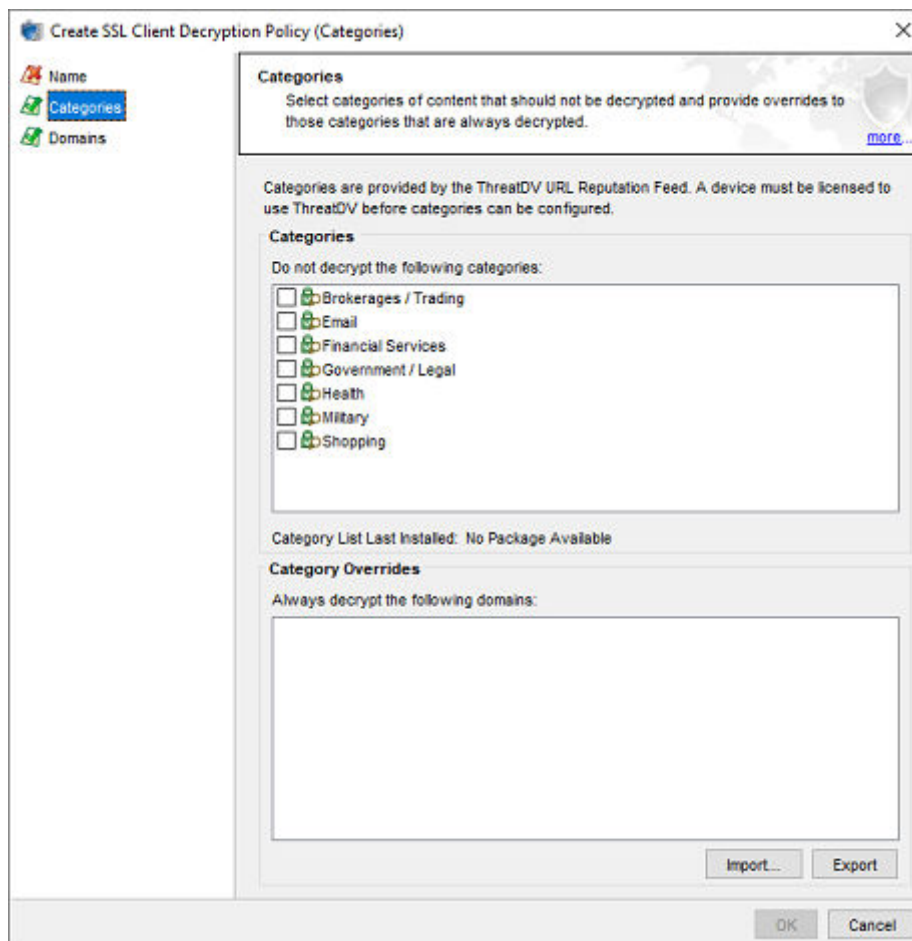 Create SSL Client Decryption Policy (Categories)
Name
Categories
Domains
Categories
Select categories of content that should not be decrypted and provide overrides to
those categories that are always decrypted.
more...
Categories are provided by the ThreatDV URL Reputation Feed. A device must be licensed to
use ThreatDV before categories can be configured.
Categories
Do not decrypt the following categories:
Brokerages / Trading
Email
Financial Services
Government / Legal
Health
Military
Shopping
Category List Last Installed: No Package Available
Category Overrides
Always decrypt the following domains:
Import...
Export
OK
Cancel